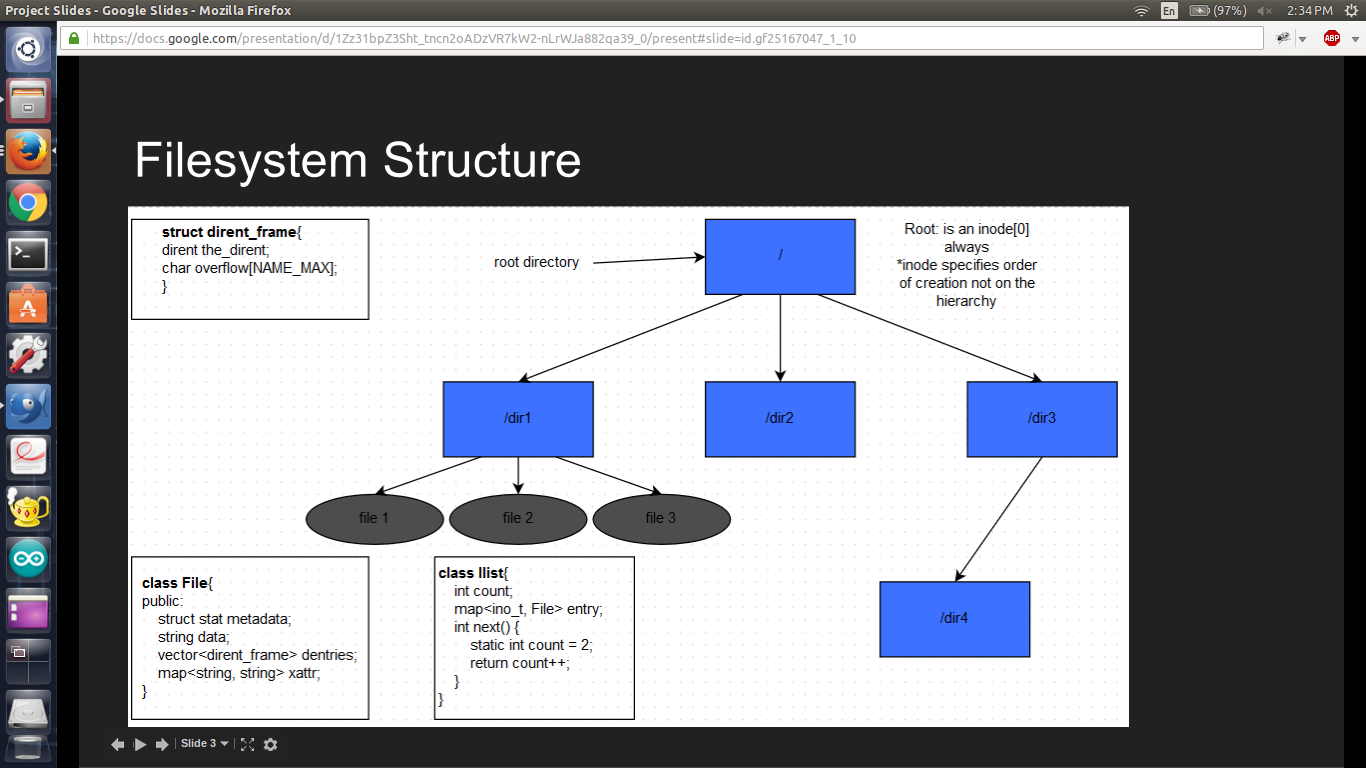 Project Slides - Google Slides - Mozilla Firefox
En
(97%)
2:34 PM
https://docs.google.com/presentation/d/1Zz31bpZ3Sht_tncn2oADzVR7kW2-nLrWJa882qa39_0/present#slide=id.gf25167047_1_10
ABP
Filesystem Structure
struct dirent_frame{
dirent the_dirent;
char overflow[NAME_MAX];
}
root directory
/
Root: is an inode[0]
always
*inode specifies order
of creation not on the
hierarchy
/dir1
/dir2
/dir3
file 1
file 2
file 3
/dir4
class File{
public:
struct stat metadata;
string data;
vector<dirent_frame> dentries;
map<string, string> xattr;
}
class Ilist{
int count;
map<ino_t, File> entry;
int next() {
static int count = 2;
return count++;
}
}
Slide 3